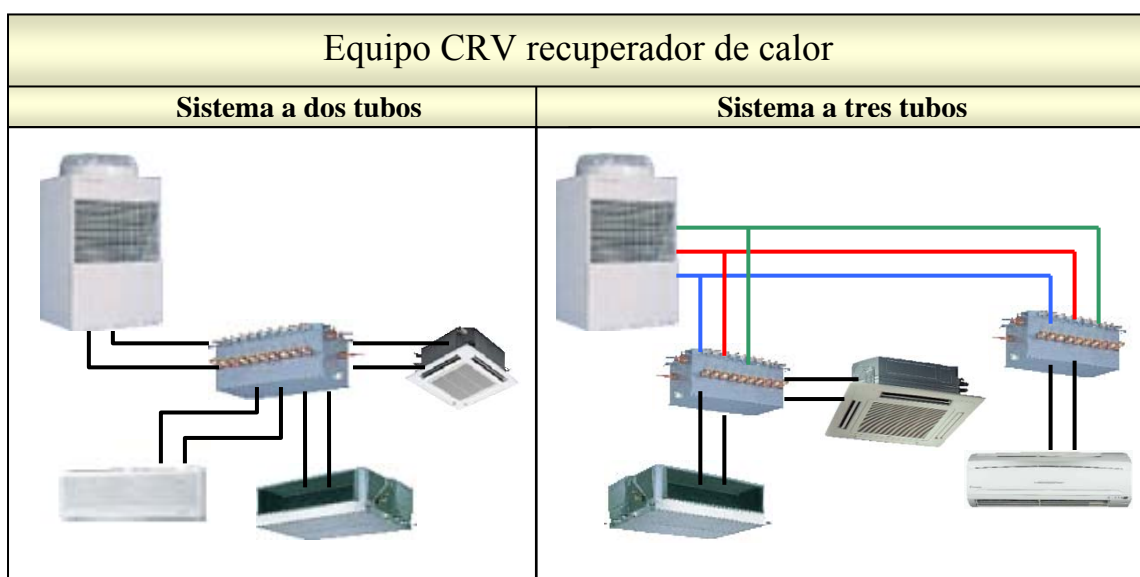 Equipo CRV recuperador de calor
Sistema a dos tubos
Sistema a tres tubos